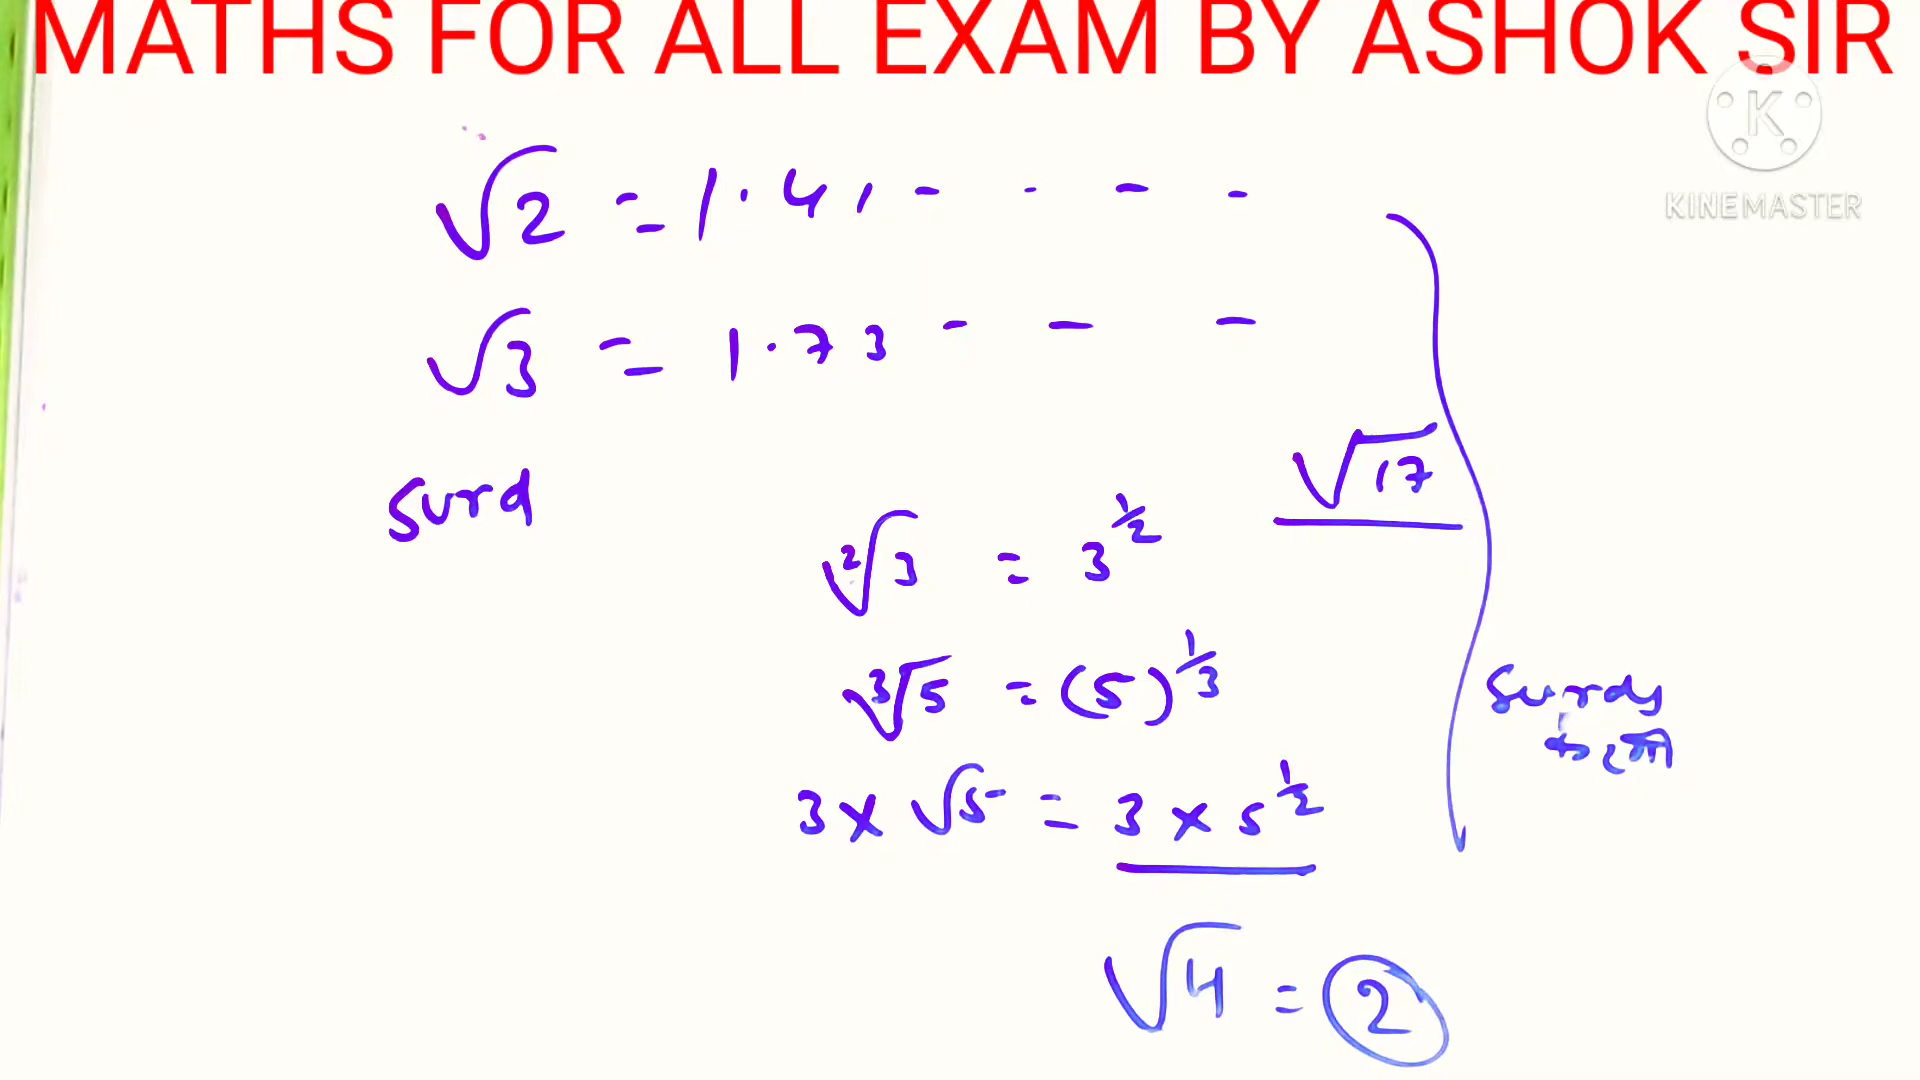 MATHS FOR ALL EXAM BY ASHOK SIR
K
KINEMASTER
√2 = 1.41 - - - -
√3 = 1.73 - - -
√17
surd
²√3 = 3^1/2
³√5 = (5)^1/3
surds
3 × √5 = 3 × 5^1/2
√4 = 2